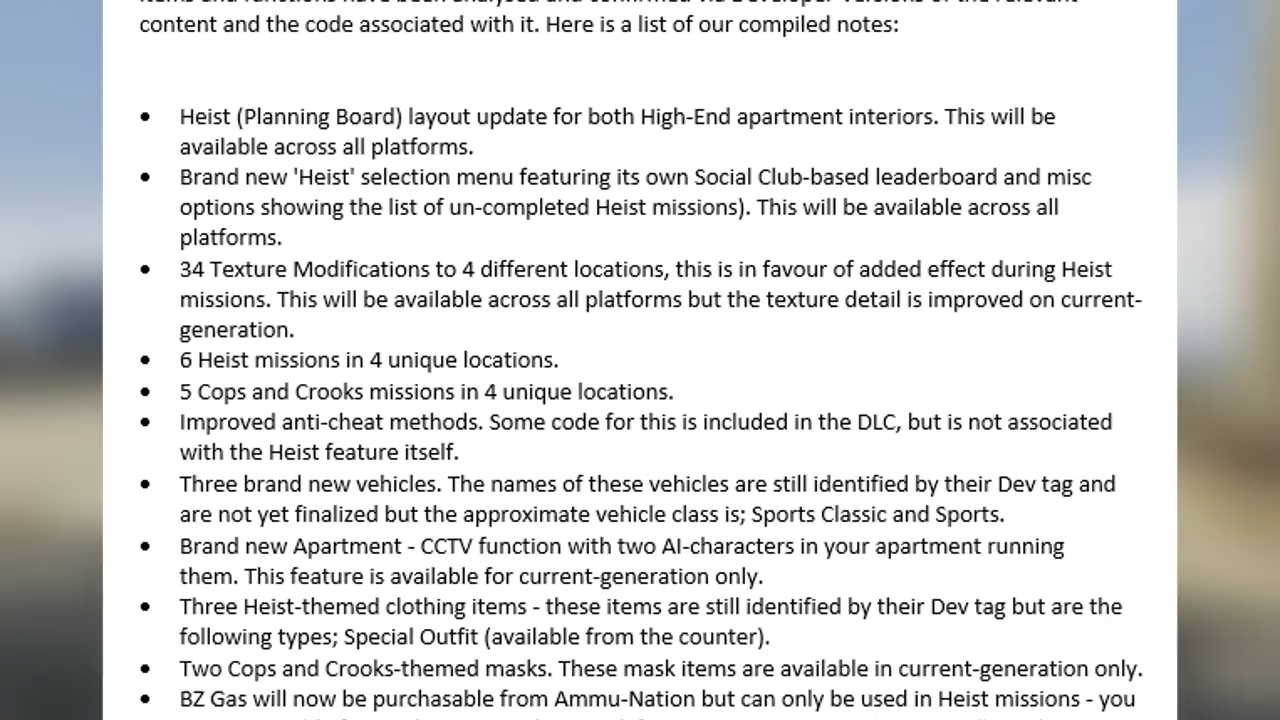 content and the code associated with it. Here is a list of our compiled notes:
• Heist (Planning Board) layout update for both High-End apartment interiors. This will be
available across all platforms.
• Brand new 'Heist' selection menu featuring its own Social Club-based leaderboard and misc
options showing the list of un-completed Heist missions). This will be available across all
platforms.
• 34 Texture Modifications to 4 different locations, this is in favour of added effect during Heist
missions. This will be available across all platforms but the texture detail is improved on current-
generation.
• 6 Heist missions in 4 unique locations.
• 5 Cops and Crooks missions in 4 unique locations.
• Improved anti-cheat methods. Some code for this is included in the DLC, but is not associated
with the Heist feature itself.
• Three brand new vehicles. The names of these vehicles are still identified by their Dev tag and
are not yet finalized but the approximate vehicle class is; Sports Classic and Sports.
• Brand new Apartment - CCTV function with two AI-characters in your apartment running
them. This feature is available for current-generation only.
• Three Heist-themed clothing items - these items are still identified by their Dev tag but are the
following types; Special Outfit (available from the counter).
• Two Cops and Crooks-themed masks. These mask items are available in current-generation only.
• BZ Gas will now be purchasable from Ammu-Nation but can only be used in Heist missions - you